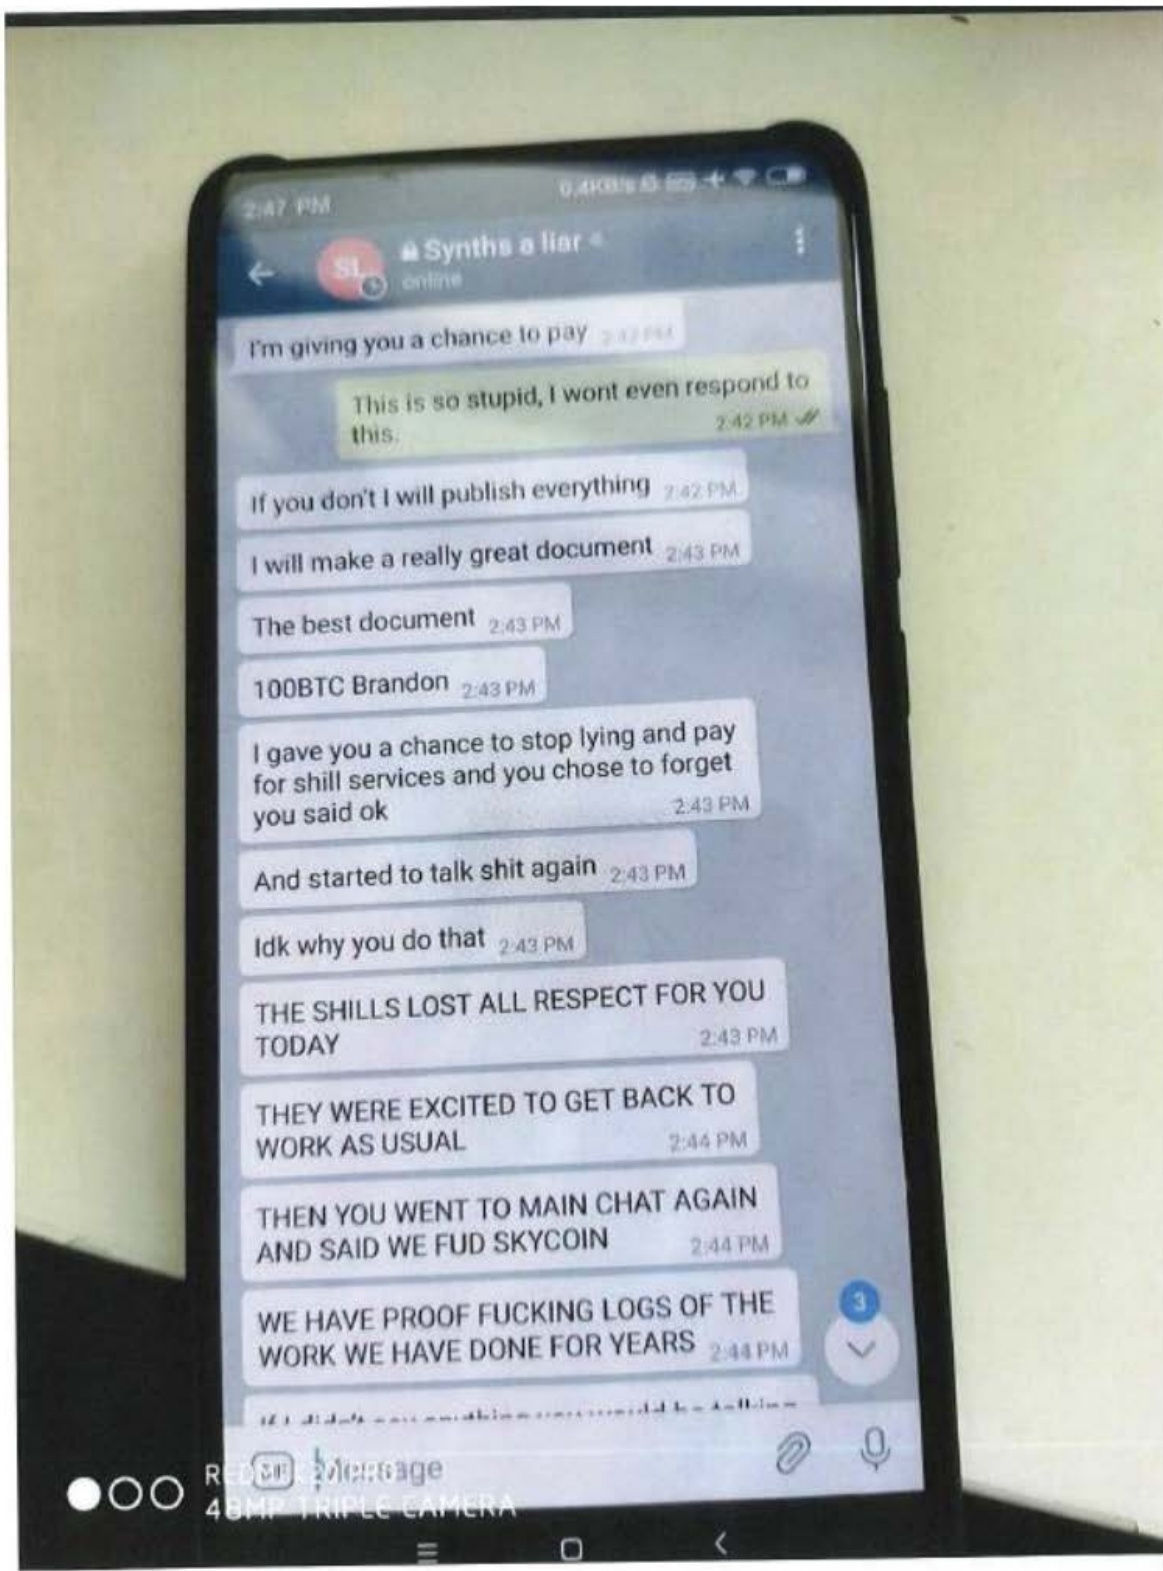 2:47 PM
0.4KB/s
SL
Synths a liar
online
I'm giving you a chance to pay
This is so stupid, I wont even respond to
this.
2:42 PM
If you don't I will publish everything 2:42 PM
I will make a really great document 2:43 PM
The best document 2:43 PM
100BTC Brandon 2:43 PM
I gave you a chance to stop lying and pay
for shill services and you chose to forget
you said ok
2:43 PM
And started to talk shit again 2:43 PM
Idk why you do that 2:43 PM
THE SHILLS LOST ALL RESPECT FOR YOU
TODAY
2:43 PM
THEY WERE EXCITED TO GET BACK TO
WORK AS USUAL
2:44 PM
THEN YOU WENT TO MAIN CHAT AGAIN
AND SAID WE FUD SKYCOIN
2:44 PM
WE HAVE PROOF FUCKING LOGS OF THE
WORK WE HAVE DONE FOR YEARS 2:44 PM
3
GIF Message
48MP TRIPLE CAMERA